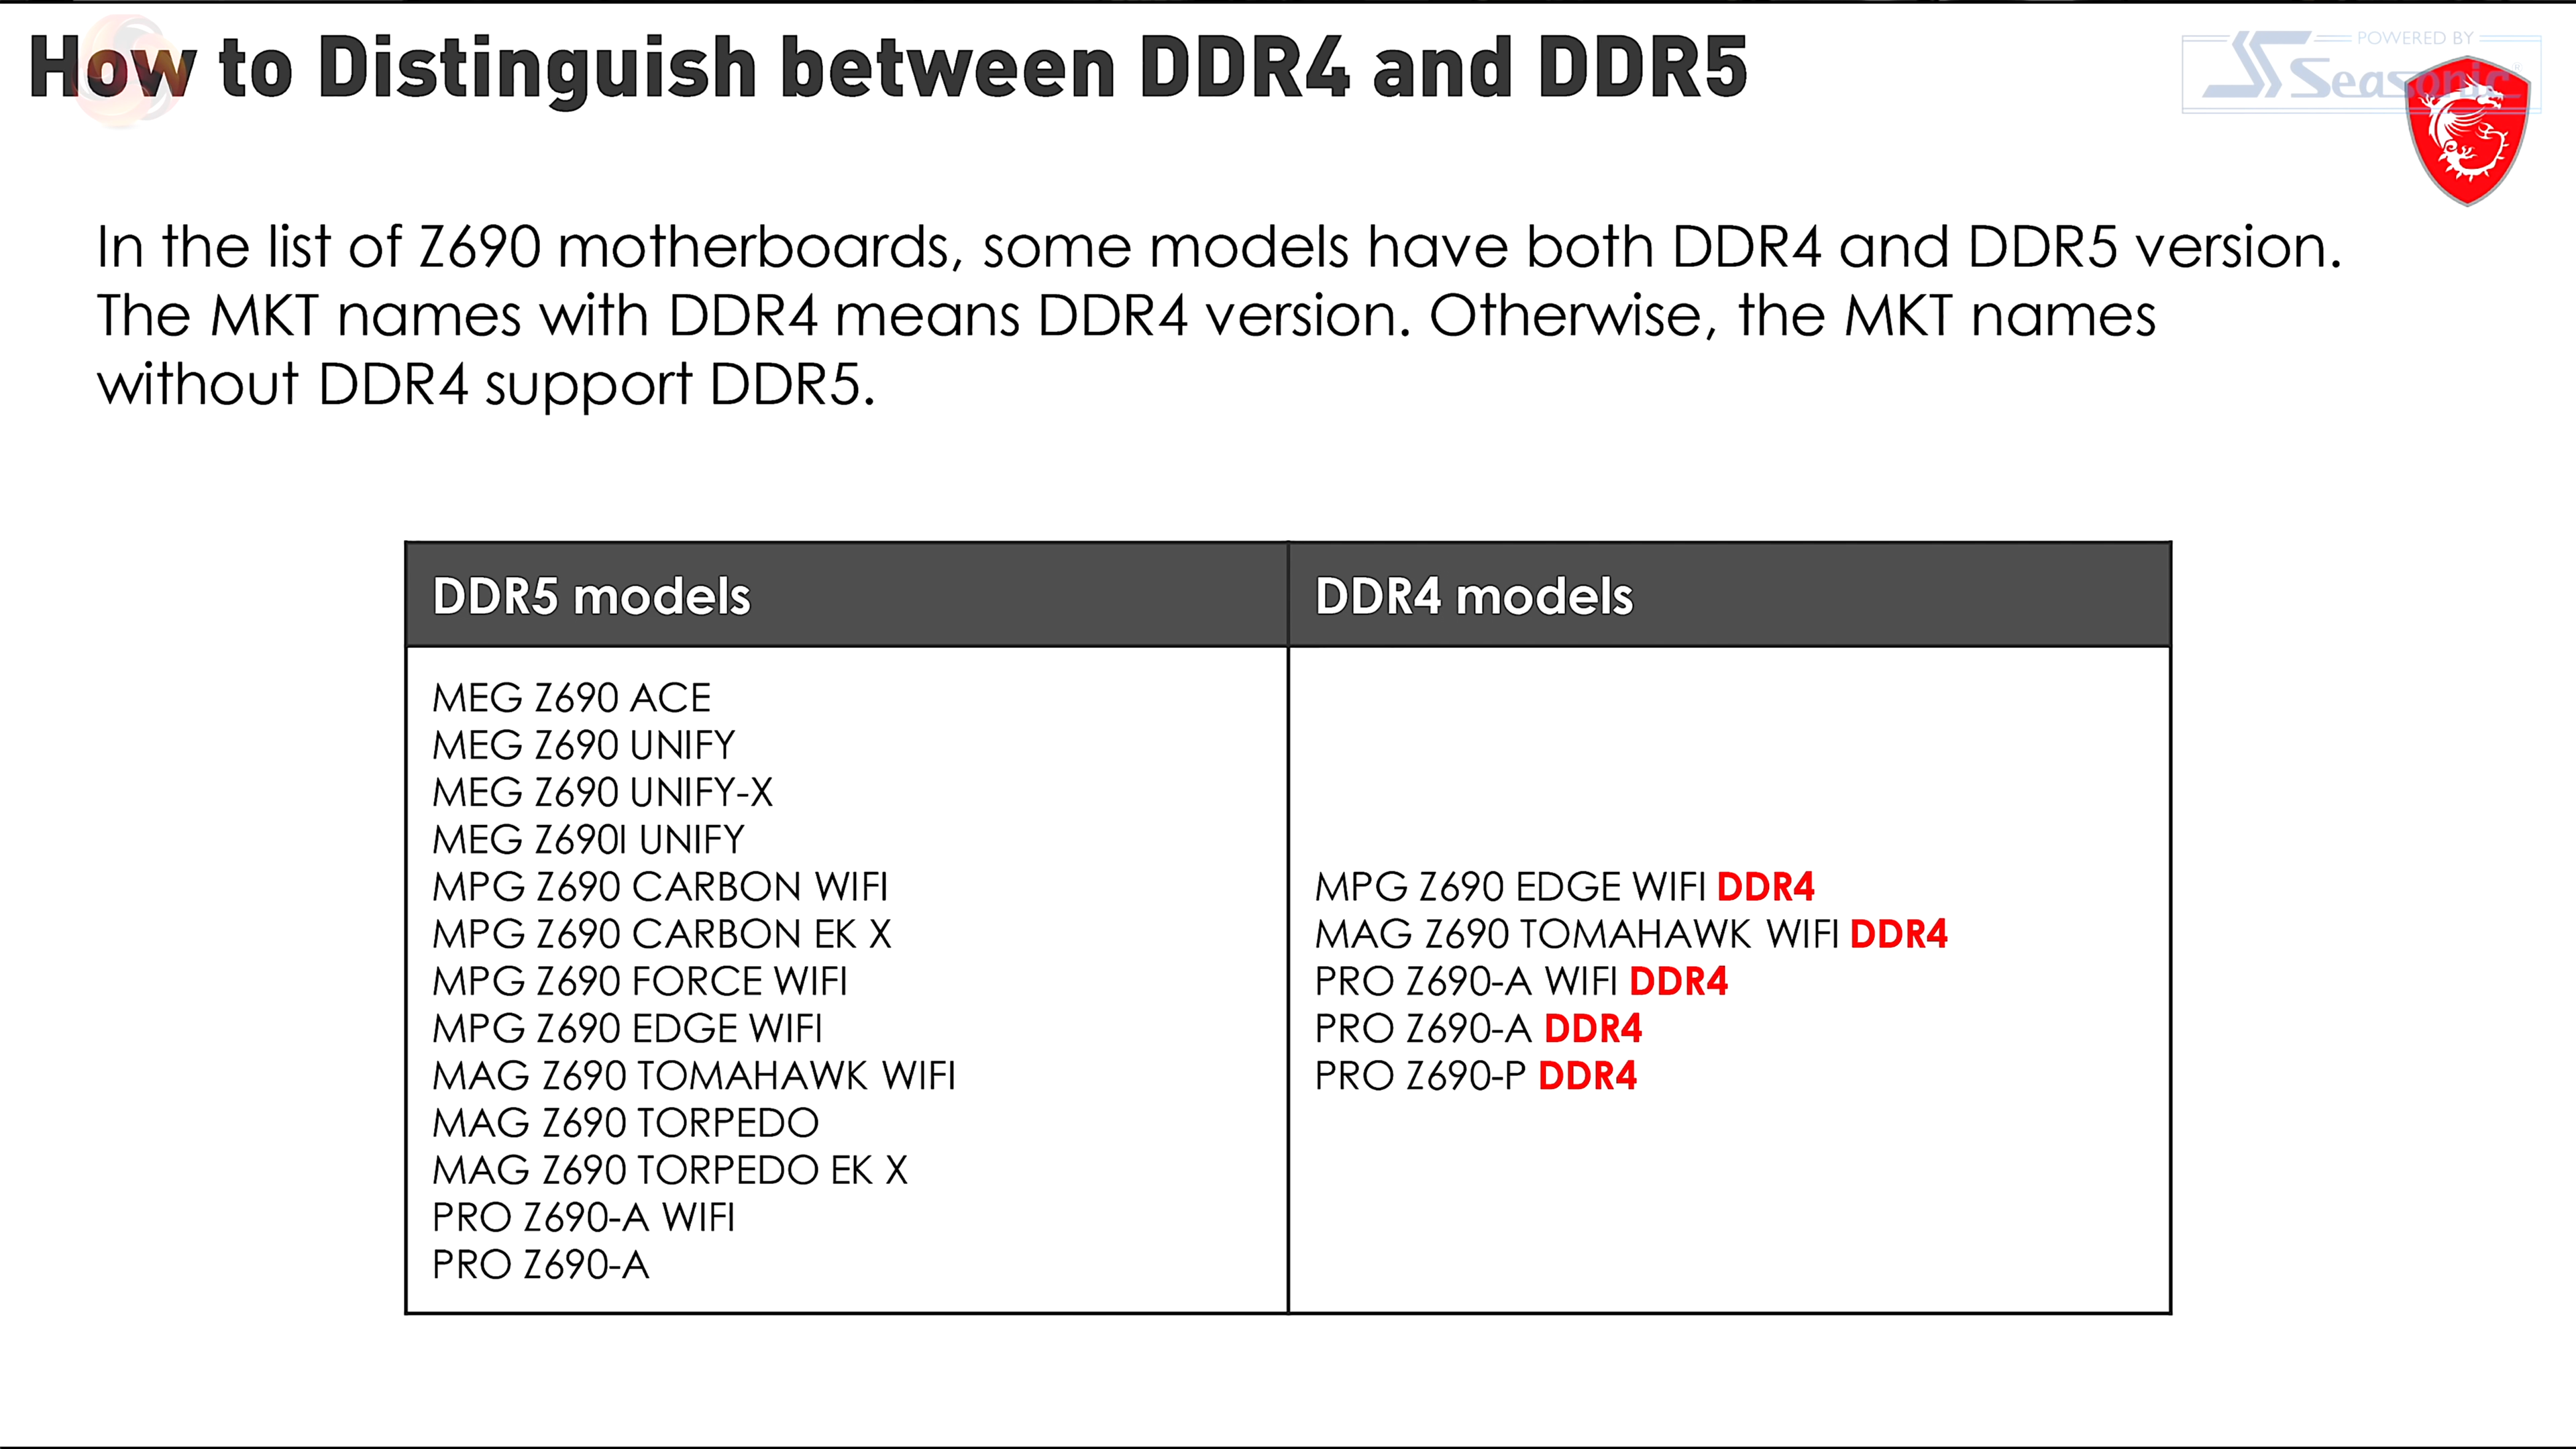 How to Distinguish between DDR4 and DDR5
POWERED BY
Seasonic
In the list of Z690 motherboards, some models have both DDR4 and DDR5 version.
The MKT names with DDR4 means DDR4 version. Otherwise, the MKT names
without DDR4 support DDR5.
DDR5 models
MEG Z690 ACE
MEG Z690 UNIFY
MEG Z690 UNIFY-X
MEG Z690I UNIFY
MPG Z690 CARBON WIFI
MPG Z690 CARBON EK X
MPG Z690 FORCE WIFI
MPG Z690 EDGE WIFI
MAG Z690 TOMAHAWK WIFI
MAG Z690 TORPEDO
MAG Z690 TORPEDO EK X
PRO Z690-A WIFI
PRO Z690-A
DDR4 models
MPG Z690 EDGE WIFI DDR4
MAG Z690 TOMAHAWK WIFI DDR4
PRO Z690-A WIFI DDR4
PRO Z690-A DDR4
PRO Z690-P DDR4